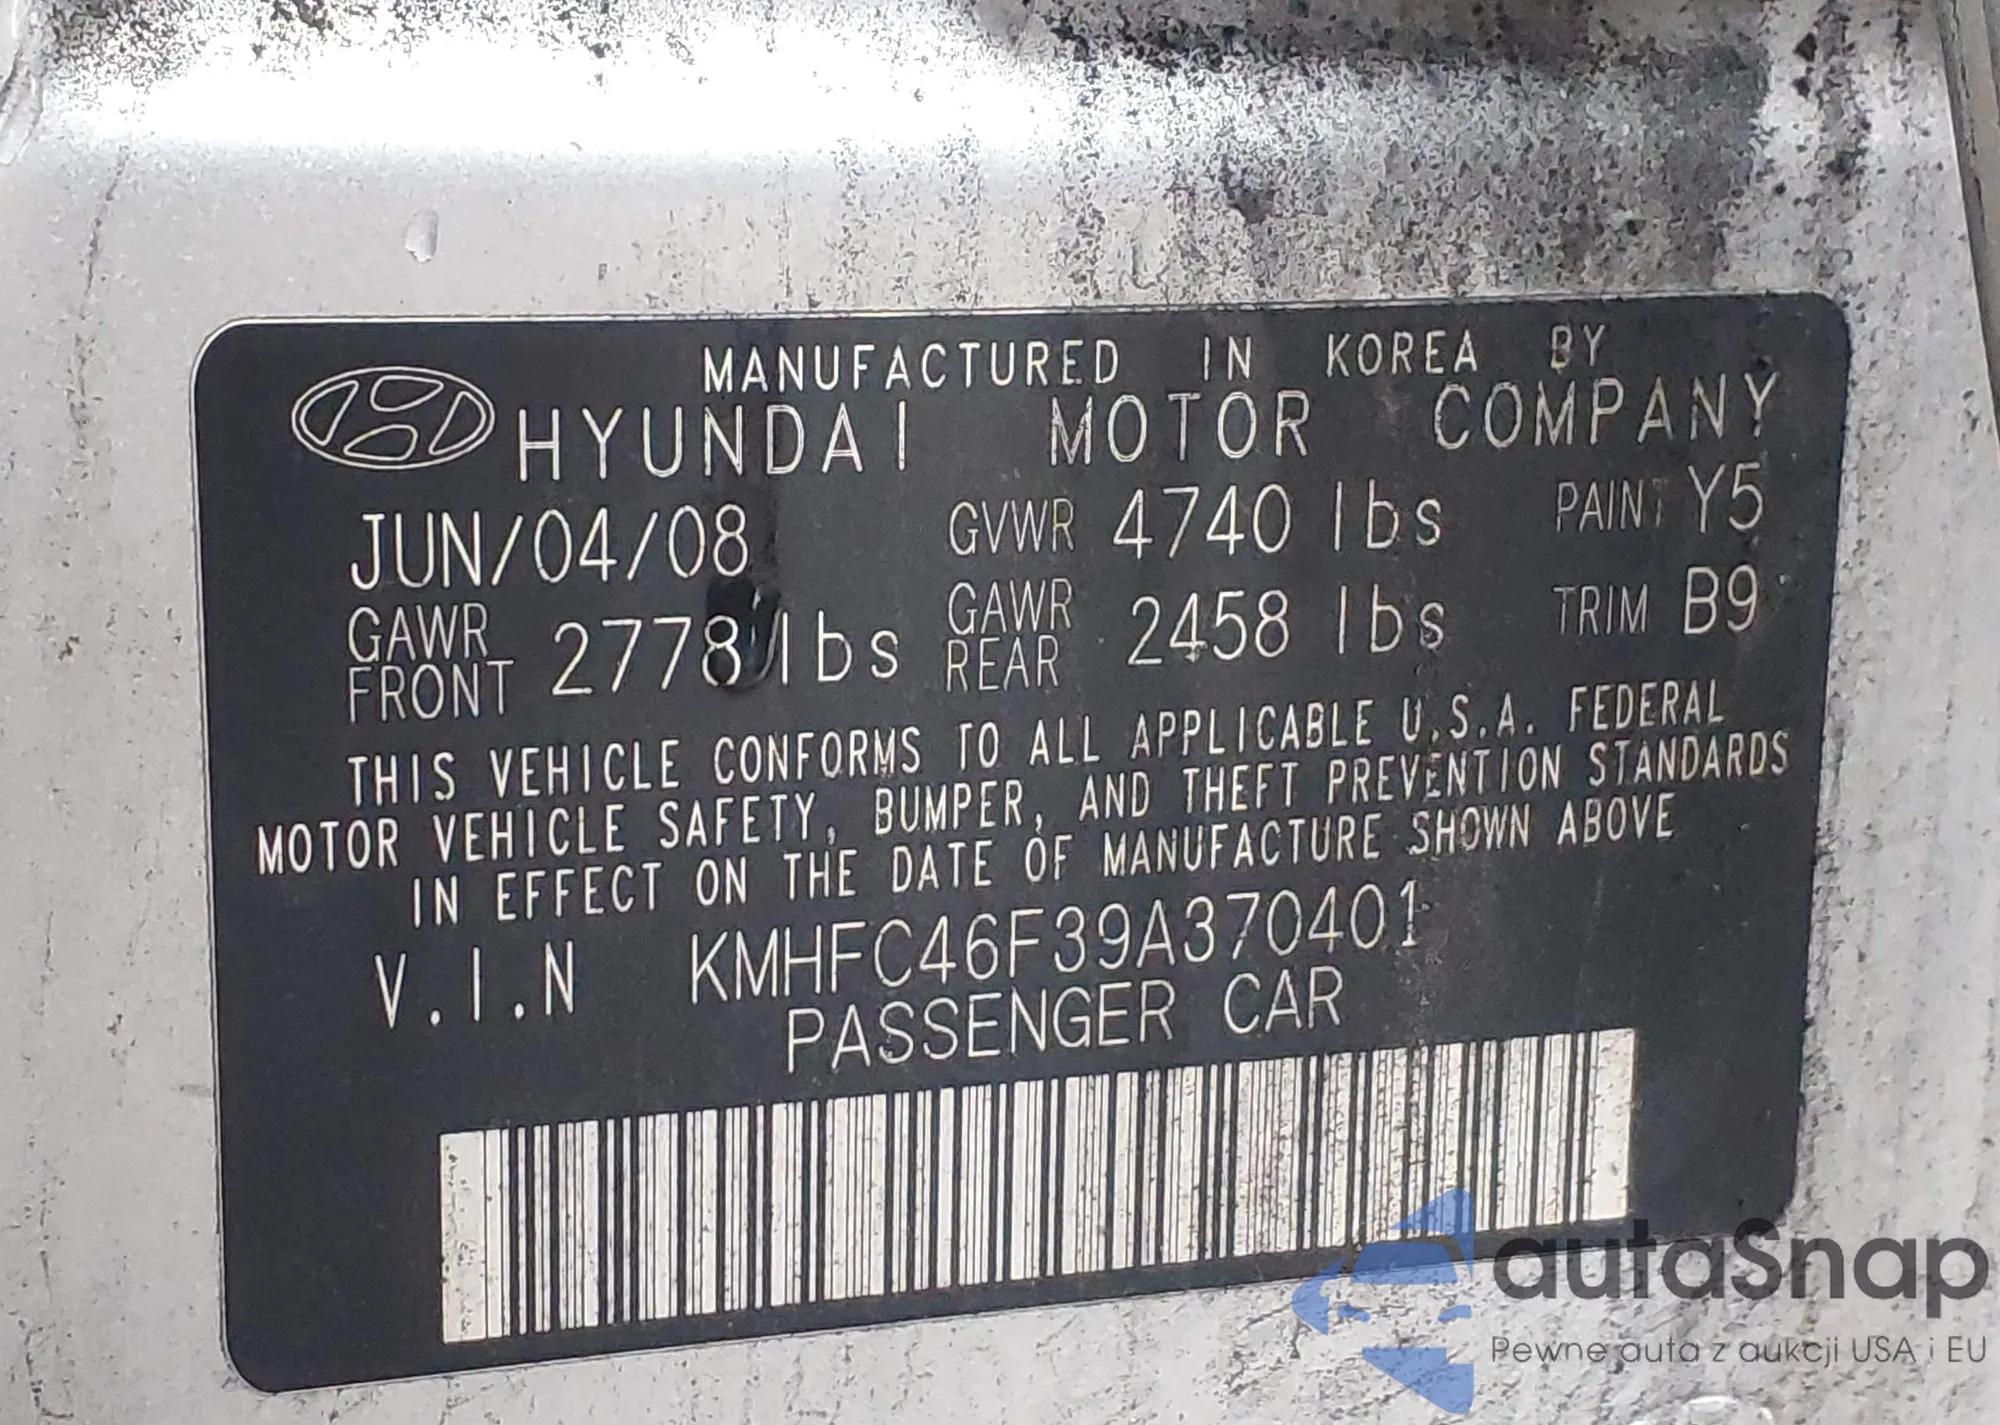 MANUFACTURED IN KOREA BY
HYUNDAI MOTOR COMPANY
JUN/04/08 GVWR 4740 lbs PAINT Y5
GAWR FRONT 2778 lbs GAWR REAR 2458 lbs TRIM B9
THIS VEHICLE CONFORMS TO ALL APPLICABLE U.S.A. FEDERAL
MOTOR VEHICLE SAFETY, BUMPER, AND THEFT PREVENTION STANDARDS
IN EFFECT ON THE DATE OF MANUFACTURE SHOWN ABOVE
V.I.N KMHFC46F39A370401
PASSENGER CAR
autaSnap
Pewne auta z aukcji USA i EU